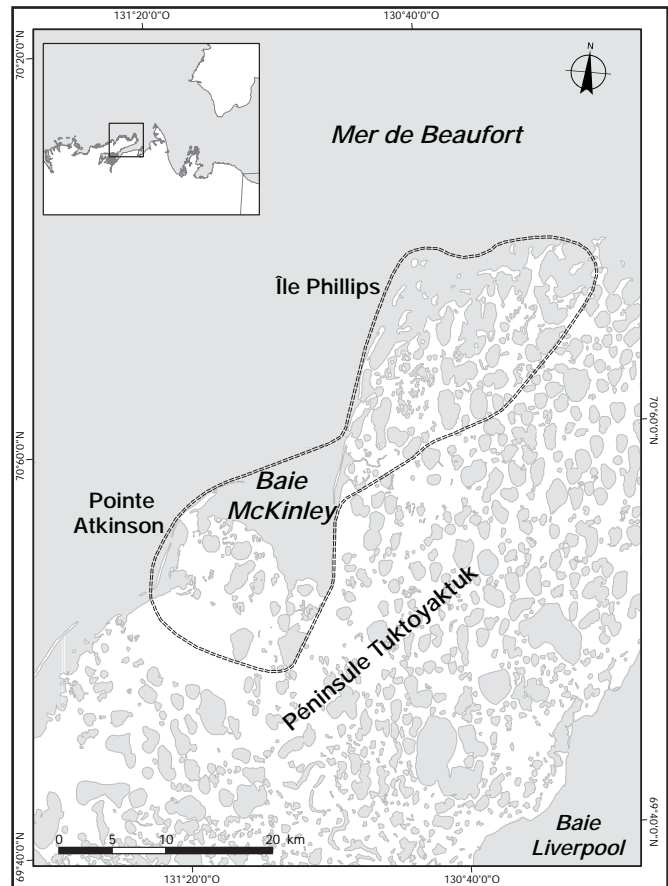 131°20'0"O
130°40'0"O
70°20'0"N
N
Mer de Beaufort
Île Phillips
70°60'0"N
70°60'0"N
Baie
McKinley
Pointe
Atkinson
Péninsule Tuktoyaktuk
69°40'0"N
Baie
Liverpool
0 5 10 20 km
69°40'0"N
131°20'0"O
130°40'0"O